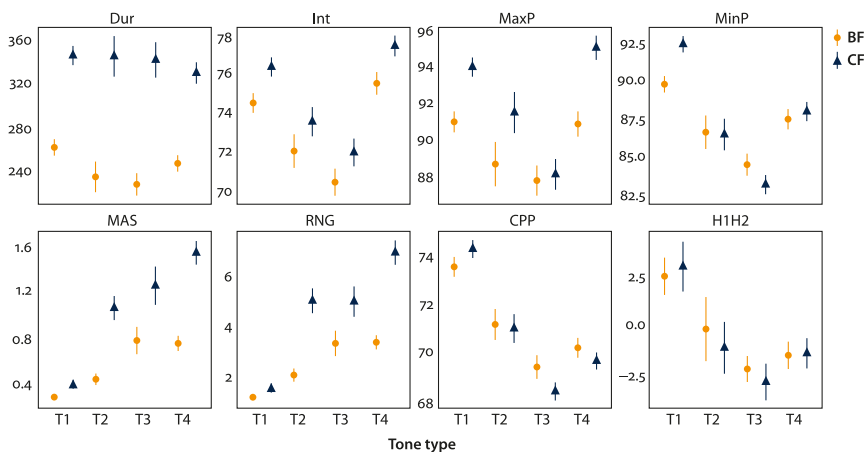 Dur
Int
MaxP
MinP
360
320
280
240
78
76
74
72
70
96
94
92
90
88
92.5
90.0
87.5
85.0
82.5
BF
CF
MAS
RNG
CPP
H1H2
1.6
1.2
0.8
0.4
6
4
2
74
72
70
68
2.5
0.0
−2.5
T1 T2 T3 T4
T1 T2 T3 T4
T1 T2 T3 T4
T1 T2 T3 T4
Tone type